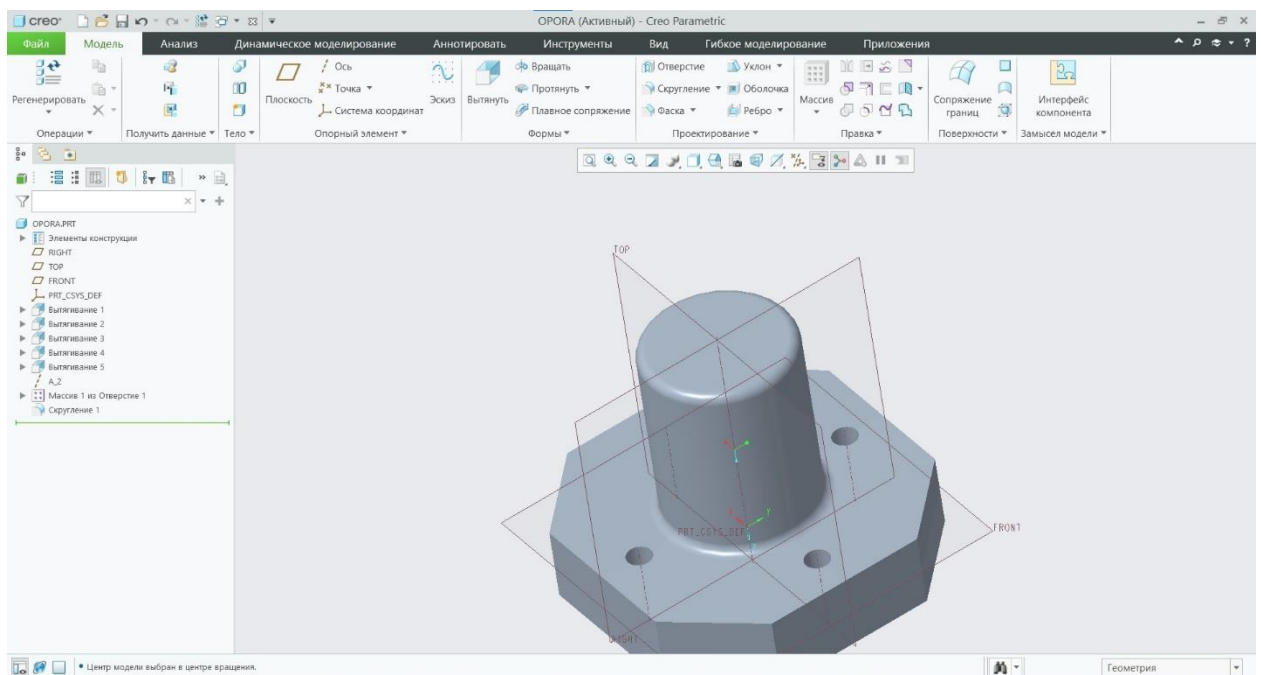 creo® OPORA (Активный) - Creo Parametric
Файл Модель Анализ Динамическое моделирование Аннотировать Инструменты Вид Гибкое моделирование Приложения
Регенерировать
Операции
Получить данные
Тело
Плоскость
Ось
Точка
Система координат
Опорный элемент
Эскиз
Вытянуть
Вращать
Протянуть
Плавное сопряжение
Формы
Отверстие Уклон
Скругление Оболочка
Фаска Ребро
Проектирование
Массив
Правка
Сопряжение
границ
Поверхности
Интерфейс
компонента
Замысел модели
OPORA.PRT
Элементы конструкции
RIGHT
TOP
FRONT
PRT_CSYS_DEF
Вытягивание 1
Вытягивание 2
Вытягивание 3
Вытягивание 4
Вытягивание 5
A_2
Массив 1 из Отверстие 1
Скругление 1
TOP
PRT_CSYS_DEF
FRONT
RIGHT
• Центр модели выбран в центре вращения.
Геометрия